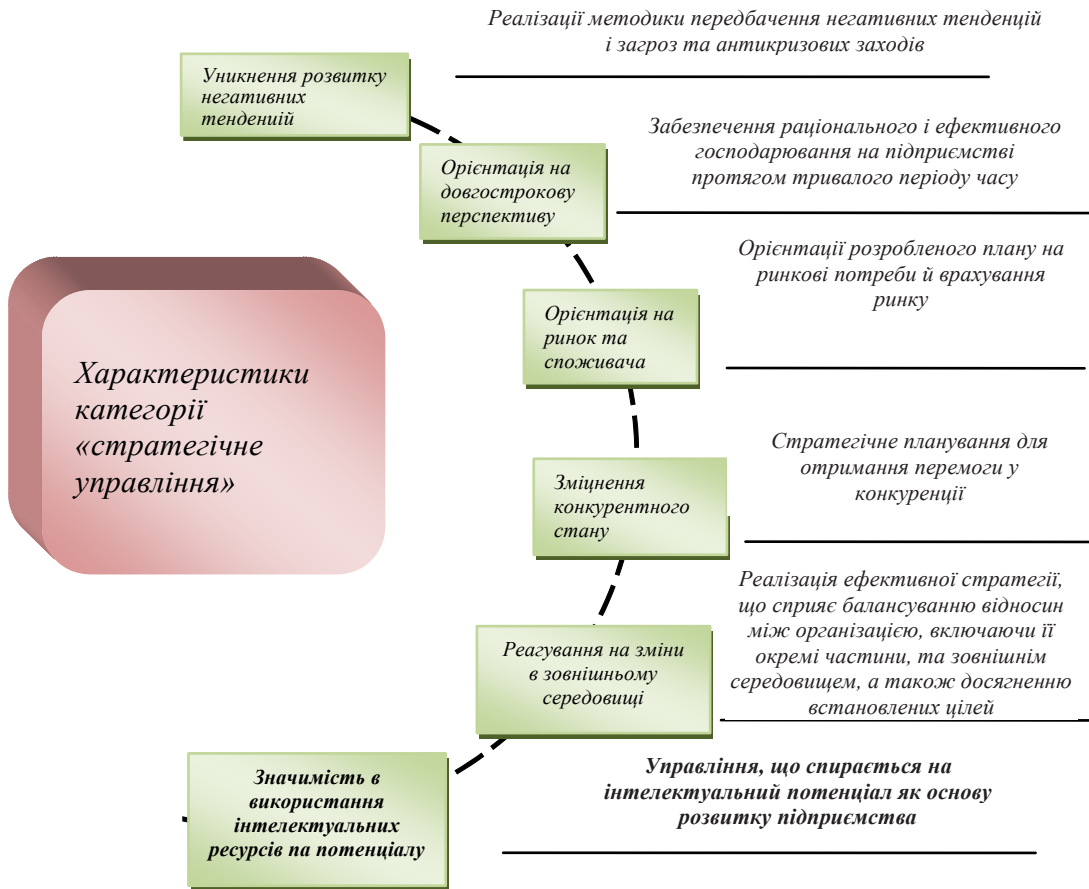 Реалізації методики передбачення негативних тенденцій
і загроз та антикризових заходів
Уникнення розвитку
негативних
тенденій
Забезпечення раціонального і ефективного
господарювання на підприємстві
протягом тривалого періоду часу
Орієнтація на
довгострокову
перспективу
Орієнтації розробленого плану на
ринкові потреби й врахування
ринку
Орієнтація на
ринок та
споживача
Характеристики
категорії
«стратегічне
управління»
Стратегічне планування для
отримання перемоги у
конкуренції
Зміцнення
конкурентного
стану
Реалізація ефективної стратегії,
що сприяє балансуванню відносин
між організацією, включаючи її
окремі частини, та зовнішнім
середовищем, а також досягненню
встановлених цілей
Реагування на зміни
в зовнішньому
середовищі
Управління, що спирається на
інтелектуальний потенціал як основу
розвитку підприємства
Значимість в
використання
інтелектуальних
ресурсів па потенціалу